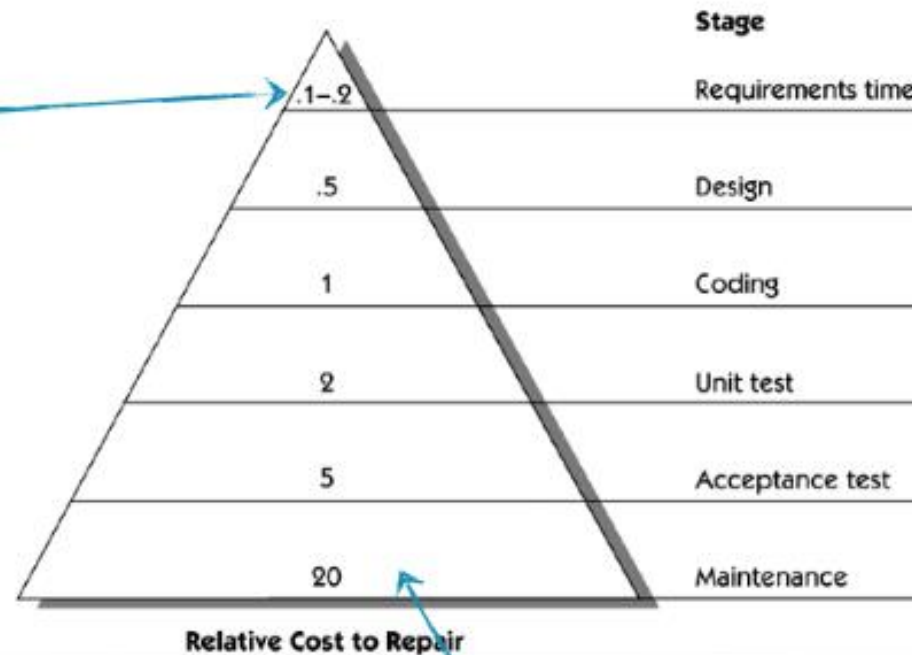 Stage
.1–.2 Requirements time
.5 Design
1 Coding
2 Unit test
5 Acceptance test
20 Maintenance
Relative Cost to Repair